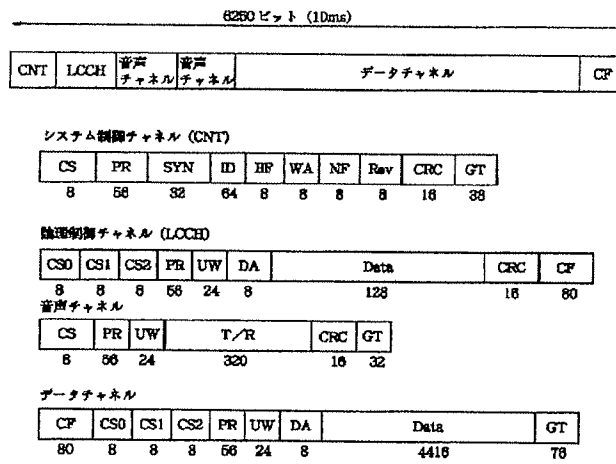 6250 ビット (10ms)
CNT LCCH 音声チャネル 音声チャネル データチャネル CF
システム制御チャネル (CNT)
CS PR SYN ID BF WA NF Rev CRC GT
8 56 32 64 8 8 8 8 16 38
論理制御チャネル (LCCH)
CS0 CS1 CS2 PR UW DA Data CRC CF
8 8 8 56 24 8 128 16 80
音声チャネル
CS PR UW T/R CRC GT
8 56 24 320 16 32
データチャネル
CF CS0 CS1 CS2 PR UW DA Data GT
80 8 8 8 56 24 8 4416 76